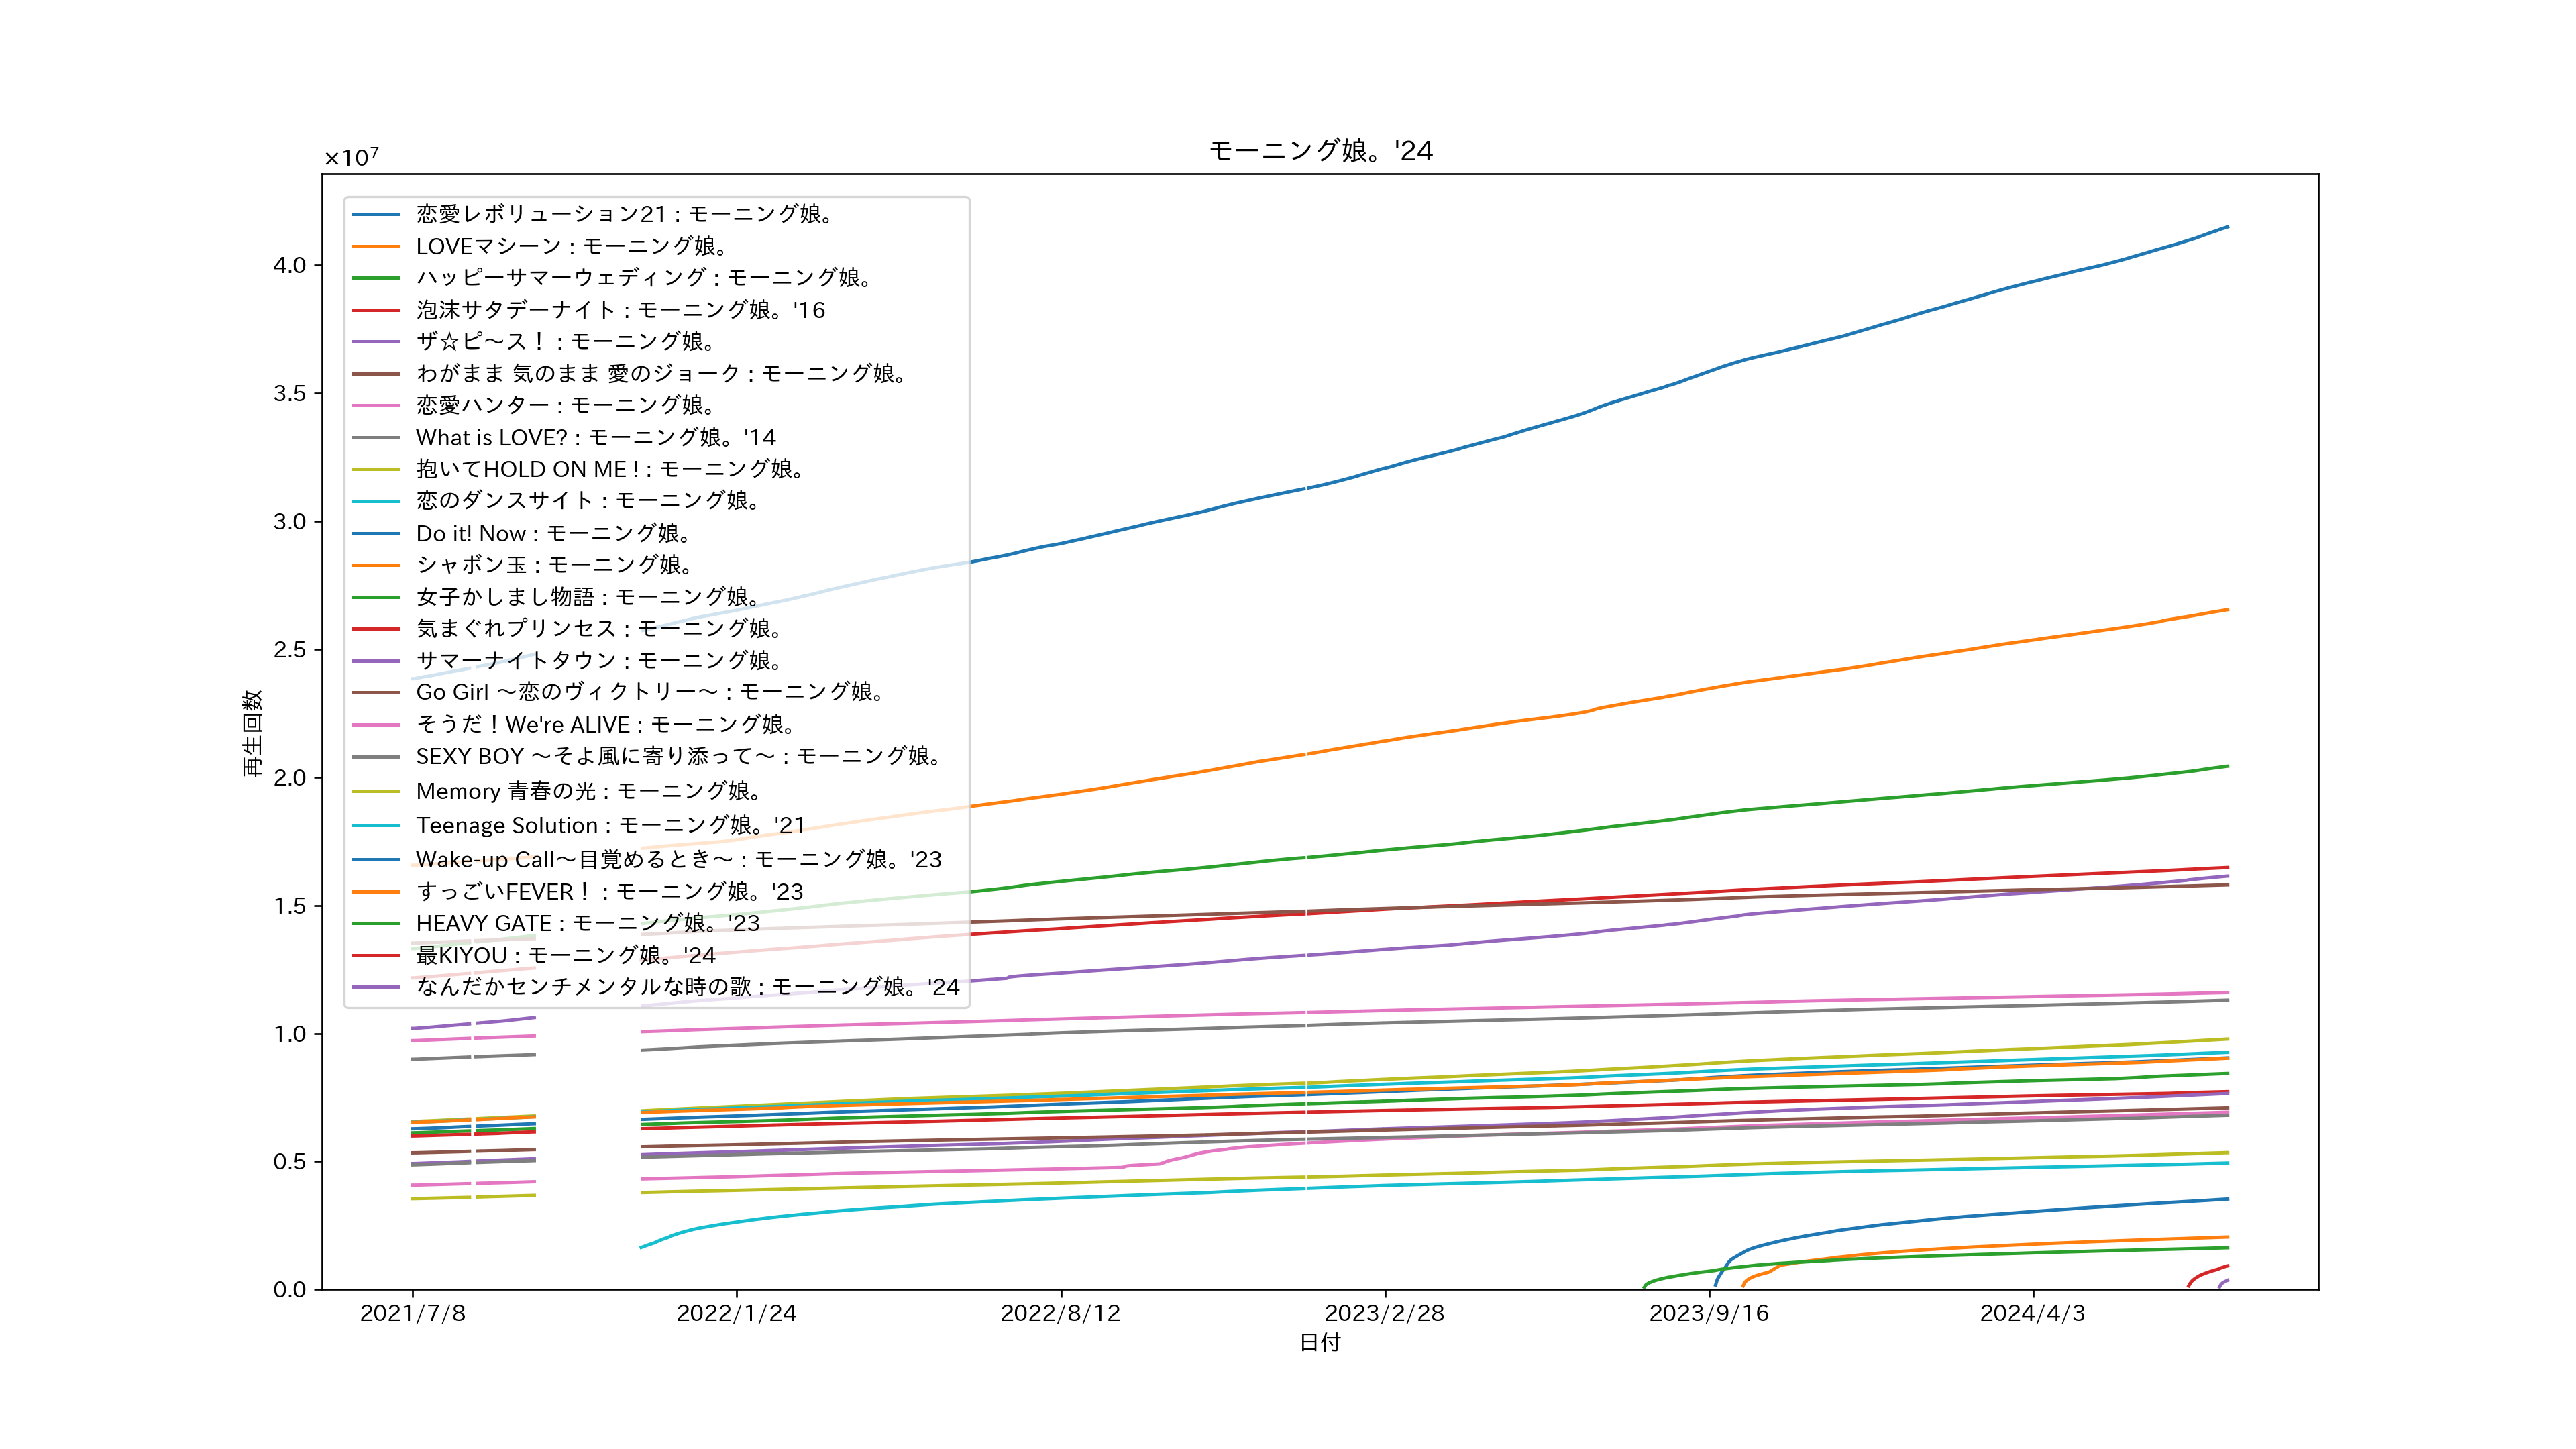 モーニング娘。'24
×10⁷
恋愛レボリューション21 : モーニング娘。
LOVEマシーン : モーニング娘。
ハッピーサマーウェディング : モーニング娘。
泡沫サタデーナイト : モーニング娘。'16
ザ☆ピ〜ス！ : モーニング娘。
わがまま 気のまま 愛のジョーク : モーニング娘。
恋愛ハンター : モーニング娘。
What is LOVE? : モーニング娘。'14
抱いてHOLD ON ME ! : モーニング娘。
恋のダンスサイト : モーニング娘。
Do it! Now : モーニング娘。
シャボン玉 : モーニング娘。
女子かしまし物語 : モーニング娘。
気まぐれプリンセス : モーニング娘。
サマーナイトタウン : モーニング娘。
Go Girl 〜恋のヴィクトリー〜 : モーニング娘。
そうだ！We're ALIVE : モーニング娘。
SEXY BOY 〜そよ風に寄り添って〜 : モーニング娘。
Memory 青春の光 : モーニング娘。
Teenage Solution : モーニング娘。'21
Wake-up Call〜目覚めるとき〜 : モーニング娘。'23
すっごいFEVER！ : モーニング娘。'23
HEAVY GATE : モーニング娘。'23
最KIYOU : モーニング娘。'24
なんだかセンチメンタルな時の歌 : モーニング娘。'24
4.0
3.5
3.0
2.5
2.0
1.5
1.0
0.5
0.0
再生回数
2021/7/8
2022/1/24
2022/8/12
2023/2/28
2023/9/16
2024/4/3
日付